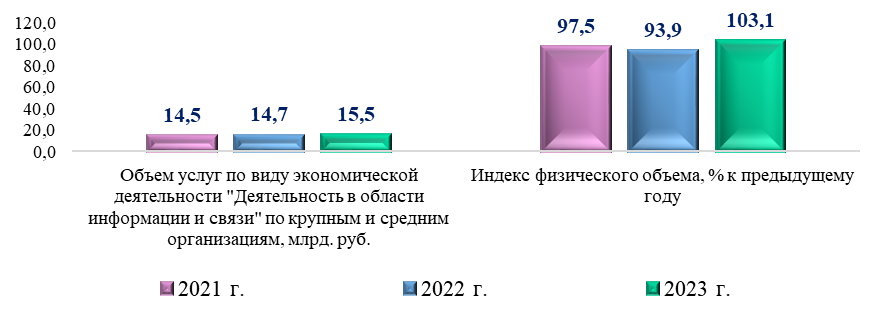 120,0
100,0
80,0
60,0
40,0
20,0
0,0
14,5
14,7
15,5
97,5
93,9
103,1
Объем услуг по виду экономической
деятельности "Деятельность в области
информации и связи" по крупным и средним
организациям, млрд. руб.
Индекс физического объема, % к предыдущему
году
2021 г.
2022 г.
2023 г.